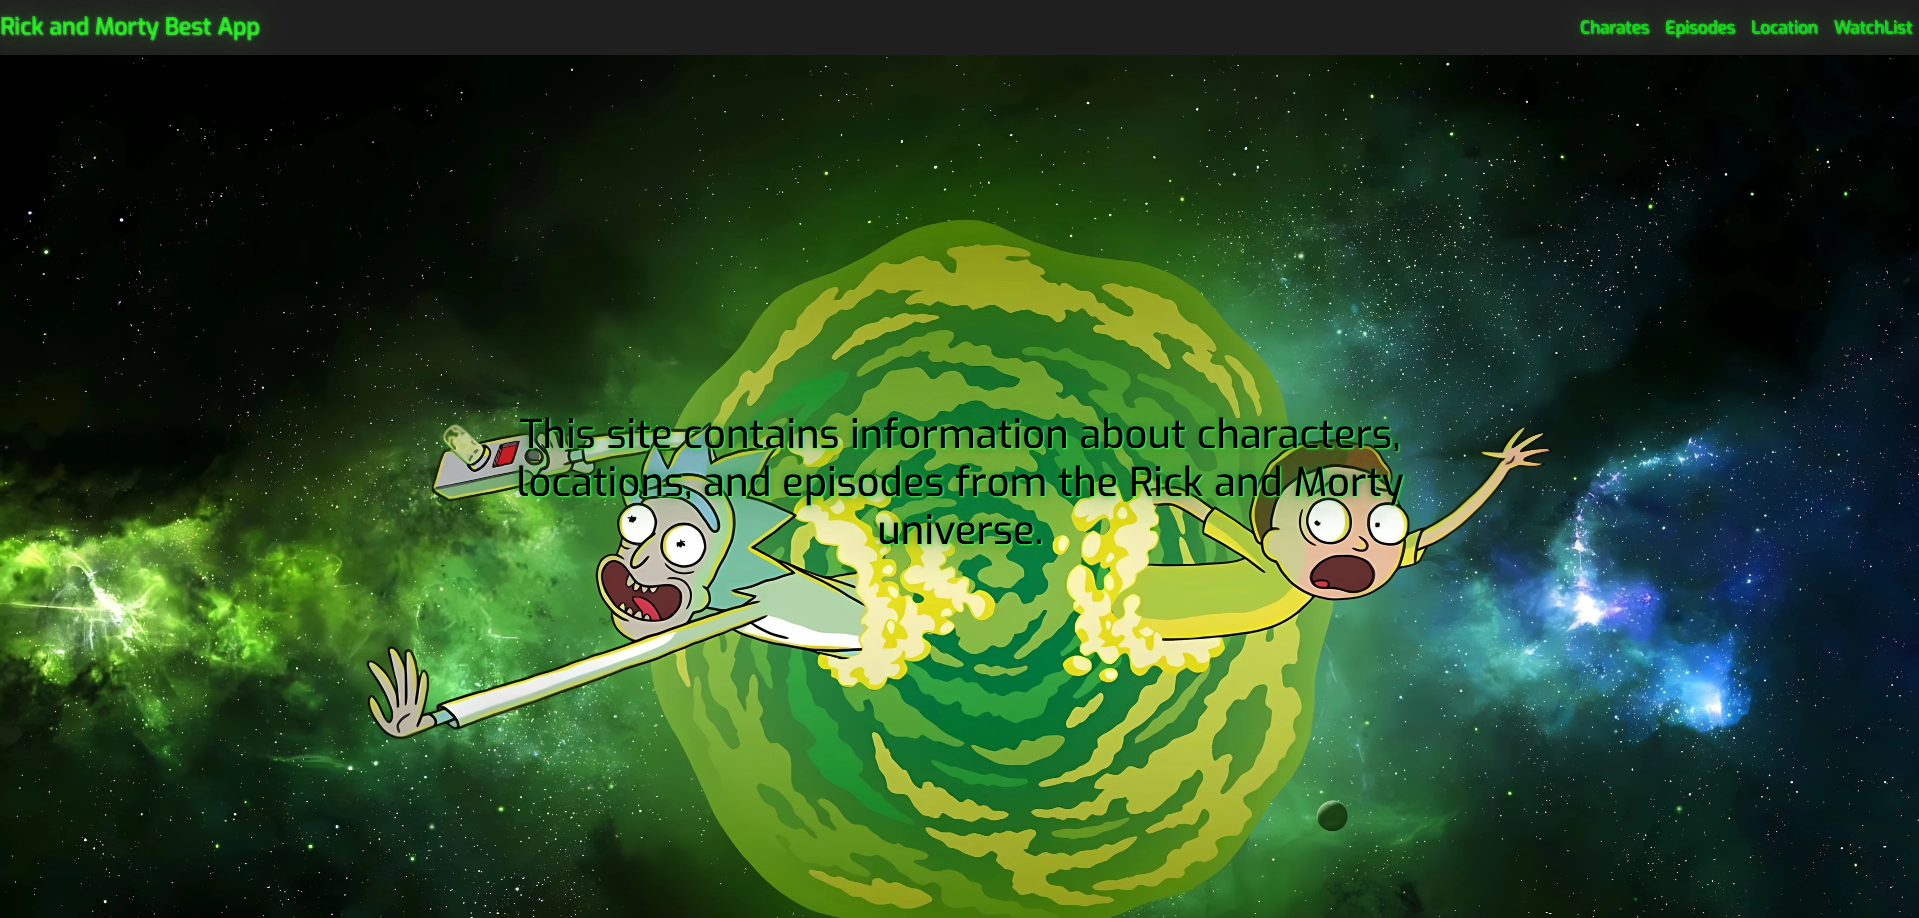 Rick and Morty Best App
Charates Episodes Location WatchList
This site contains information about characters,
locations, and episodes from the Rick and Morty
universe.